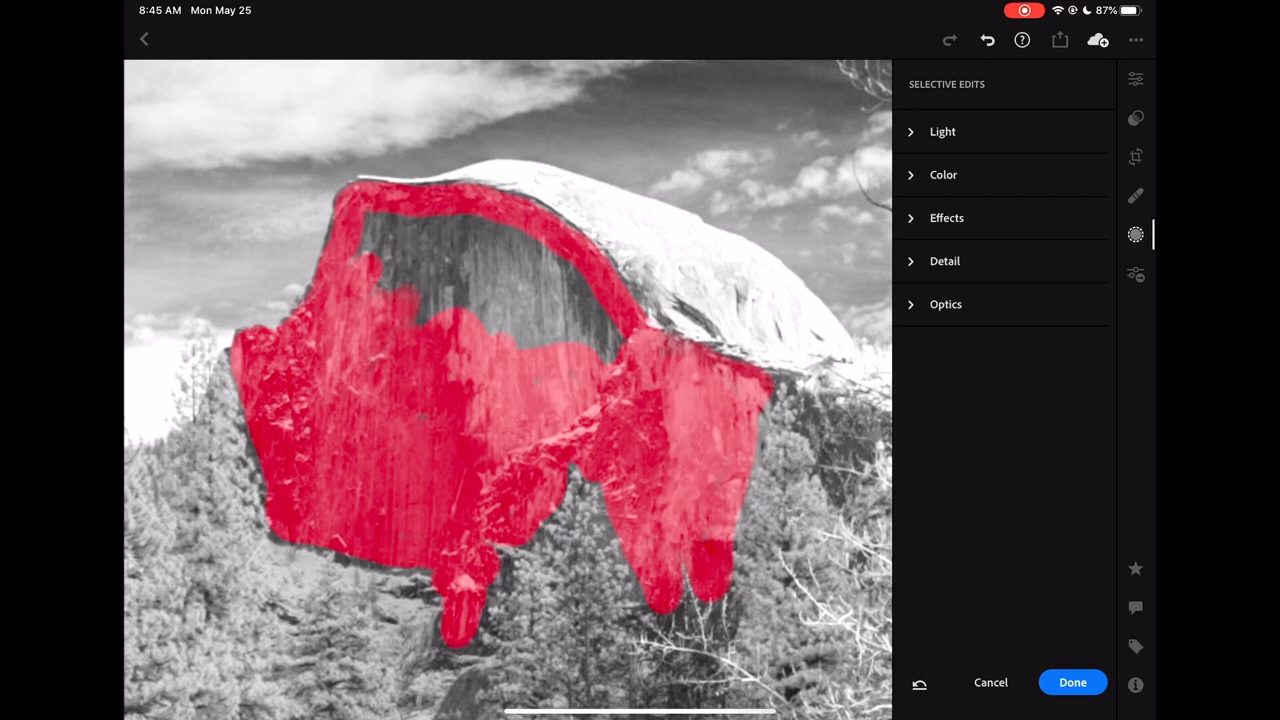 8:45 AM Mon May 25
87%
SELECTIVE EDITS
Light
Color
Effects
Detail
Optics
Cancel
Done